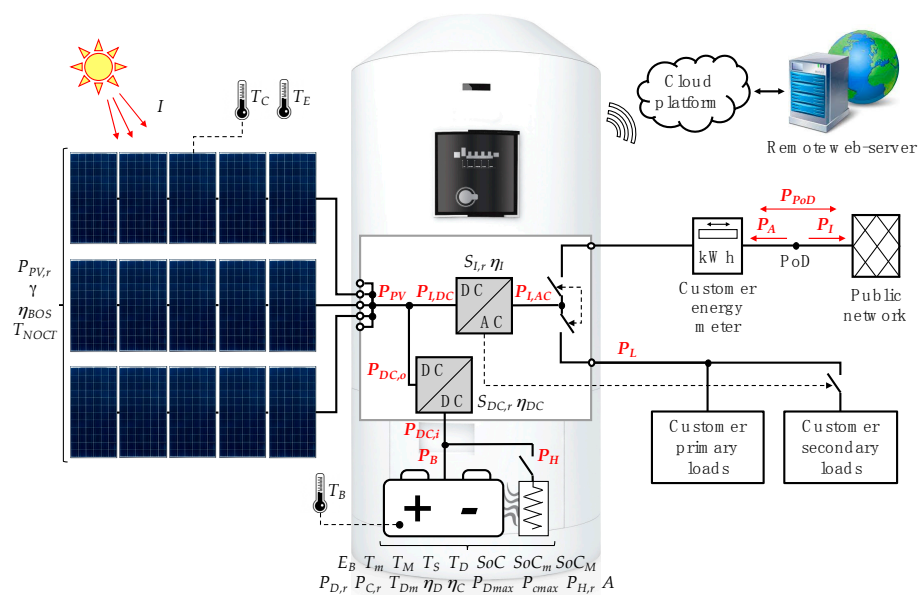 T_C T_E
I
Cloud
platform
Remote web-server
P_PoD
P_A P_I
kWh
PoD
Customer
energy
meter
Public
network
P_PV,r
γ
η_BOS
T_NOCT
S_I,r η_I
P_PV P_I,DC DC AC P_I,AC
P_L
P_DC,o DC DC
S_DC,r η_DC
P_DC,i
P_B P_H
Customer
primary
loads
Customer
secondary
loads
T_B
+ -
E_B T_m T_M T_S T_D SoC SoC_m SoC_M
P_D,r P_C,r T_Dm η_D η_C P_Dmax P_cmax P_H,r A